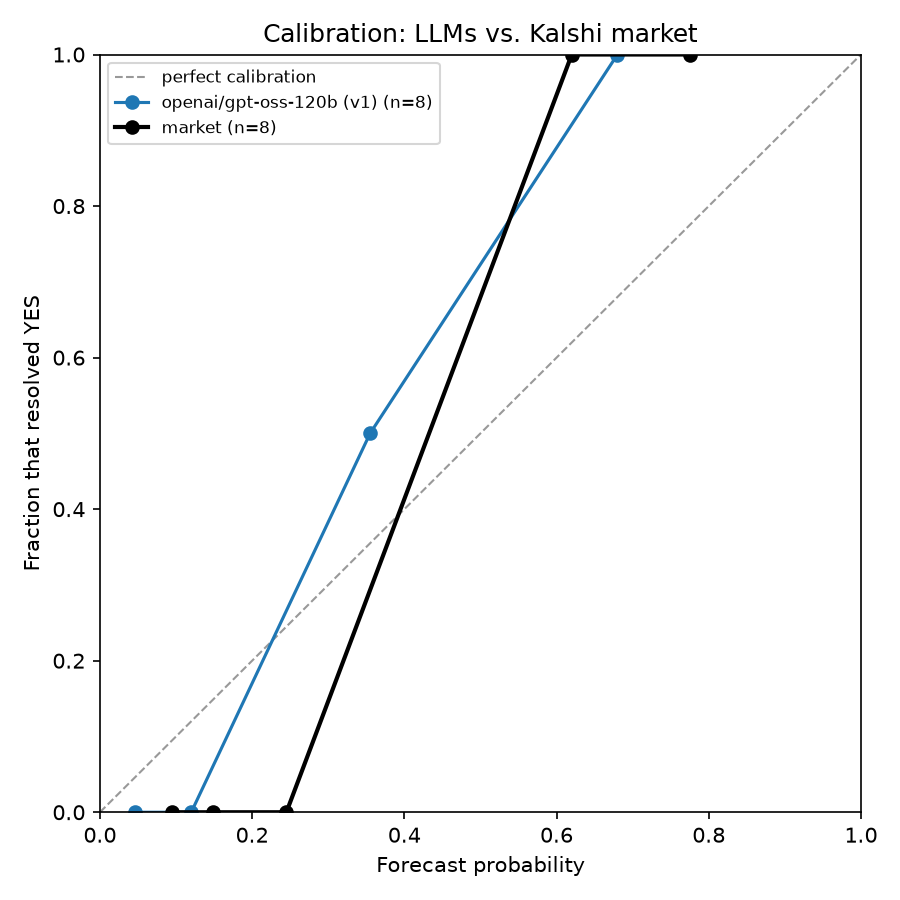 Calibration: LLMs vs. Kalshi market
perfect calibration
openai/gpt-oss-120b (v1) (n=8)
market (n=8)
Fraction that resolved YES
1.0
0.8
0.6
0.4
0.2
0.0
0.0 0.2 0.4 0.6 0.8 1.0
Forecast probability